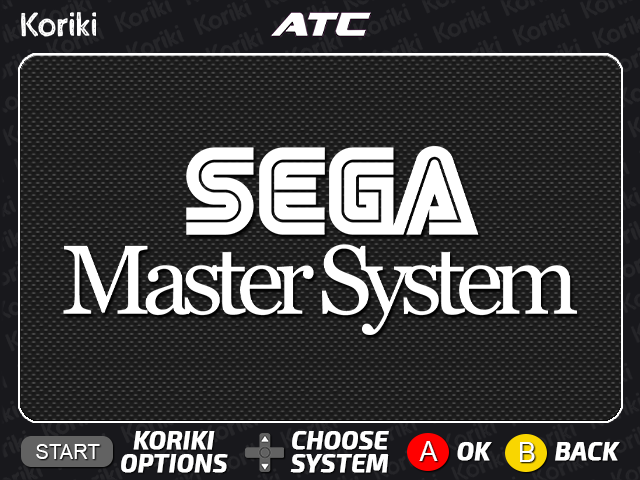 Koriki
ATC
SEGA
Master System
START
KORIKI
OPTIONS
CHOOSE
SYSTEM
A
OK
B
BACK